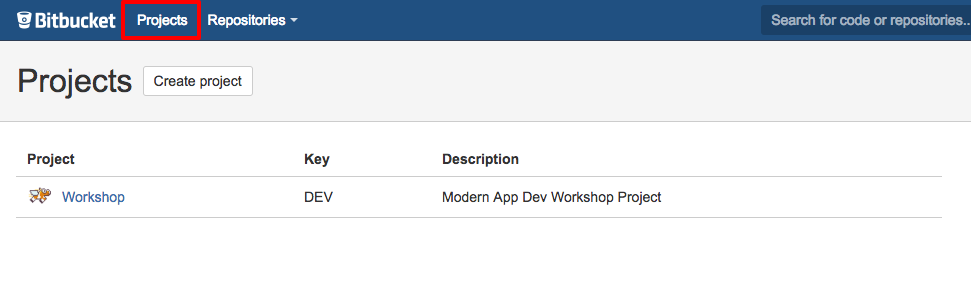 Bitbucket Projects Repositories Search for code or repositories...
Projects Create project
Project Key Description
Workshop DEV Modern App Dev Workshop Project